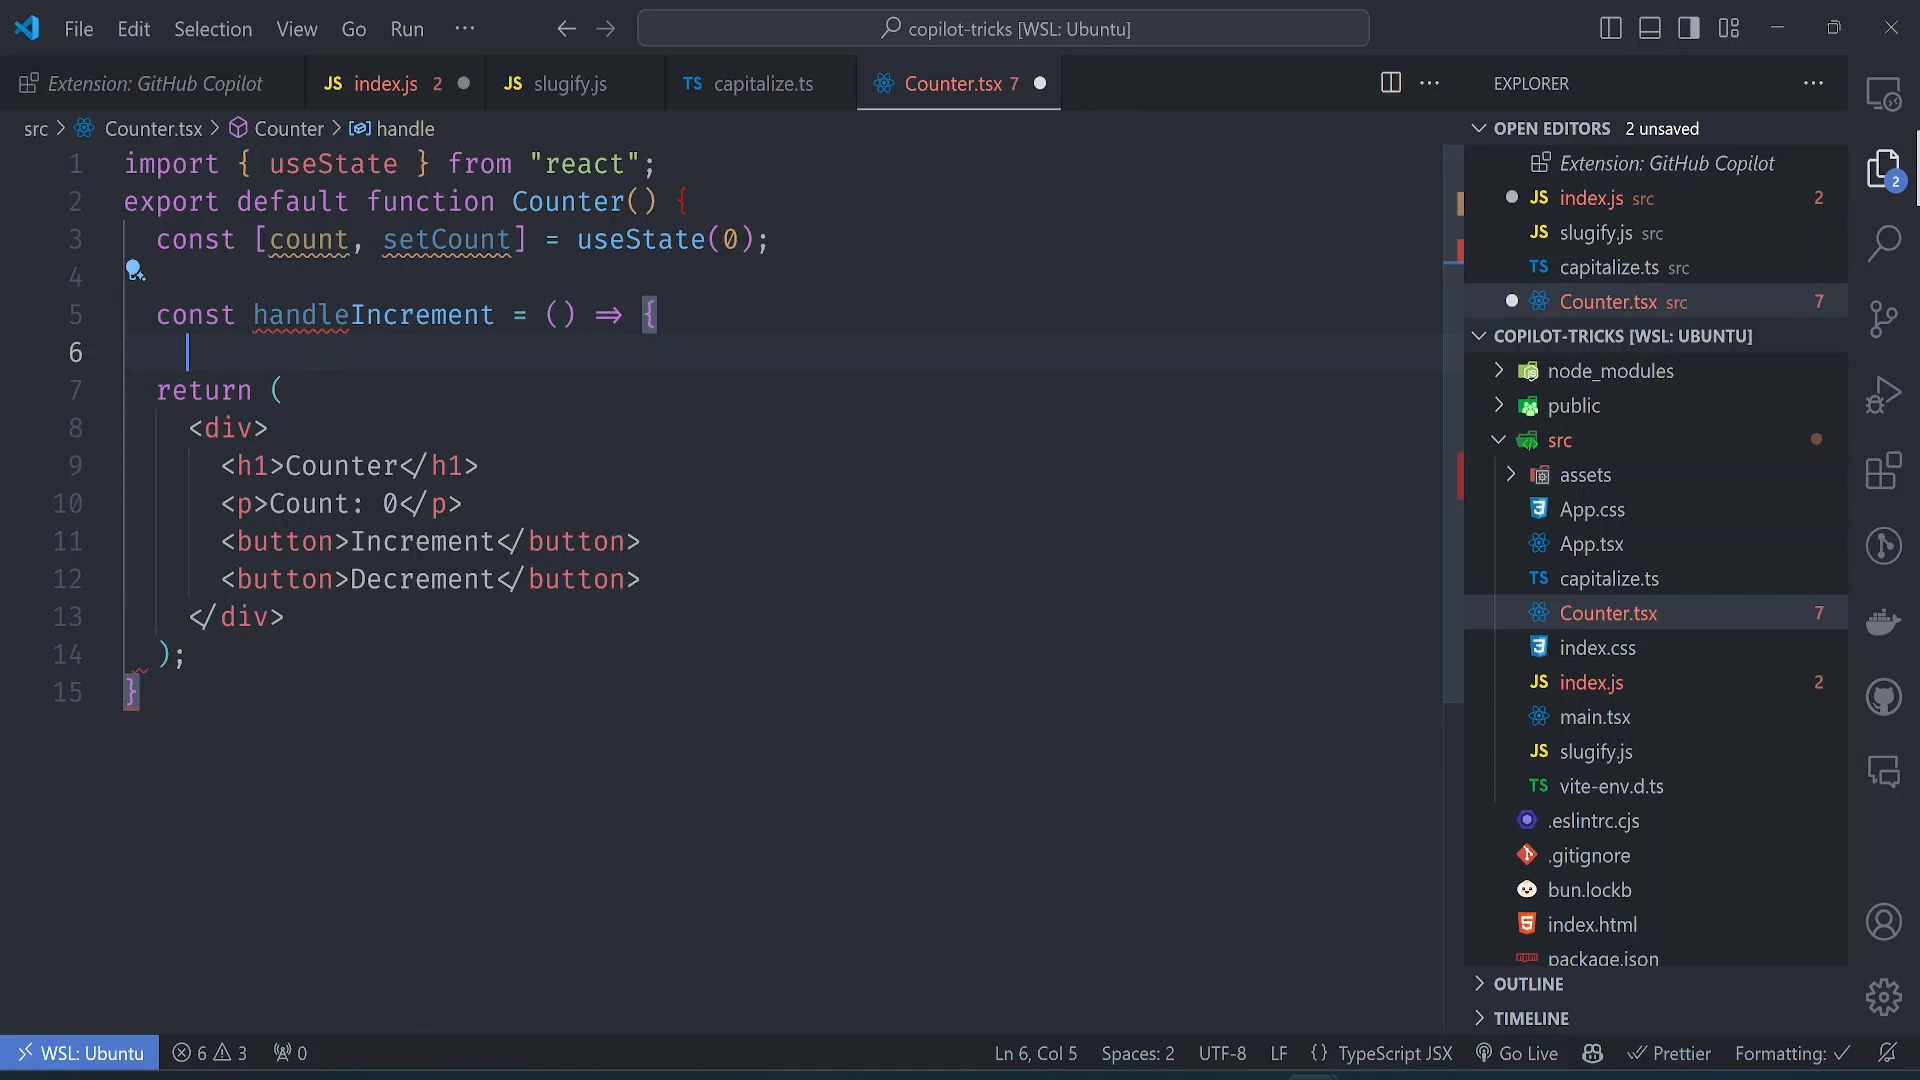 File Edit Selection View Go Run ···
copilot-tricks [WSL: Ubuntu]
Extension: GitHub Copilot
JS index.js 2
JS slugify.js
TS capitalize.ts
Counter.tsx 7
src > Counter.tsx > Counter > handle
1 import { useState } from "react";
2 export default function Counter() {
3 const [count, setCount] = useState(0);
4
5 const handleIncrement = () => {
6
7 return (
8 <div>
9 <h1>Counter</h1>
10 <p>Count: 0</p>
11 <button>Increment</button>
12 <button>Decrement</button>
13 </div>
14 );
15 }
EXPLORER
OPEN EDITORS 2 unsaved
Extension: GitHub Copilot
JS index.js src 2
JS slugify.js src
TS capitalize.ts src
Counter.tsx src 7
COPILOT-TRICKS [WSL: UBUNTU]
node_modules
public
src
assets
App.css
App.tsx
TS capitalize.ts
Counter.tsx 7
index.css
JS index.js 2
main.tsx
JS slugify.js
TS vite-env.d.ts
.eslintrc.cjs
.gitignore
bun.lockb
index.html
package.json
OUTLINE
TIMELINE
2
WSL: Ubuntu 6 3 0
Ln 6, Col 5 Spaces: 2 UTF-8 LF {} TypeScript JSX Go Live Prettier Formatting: ✓